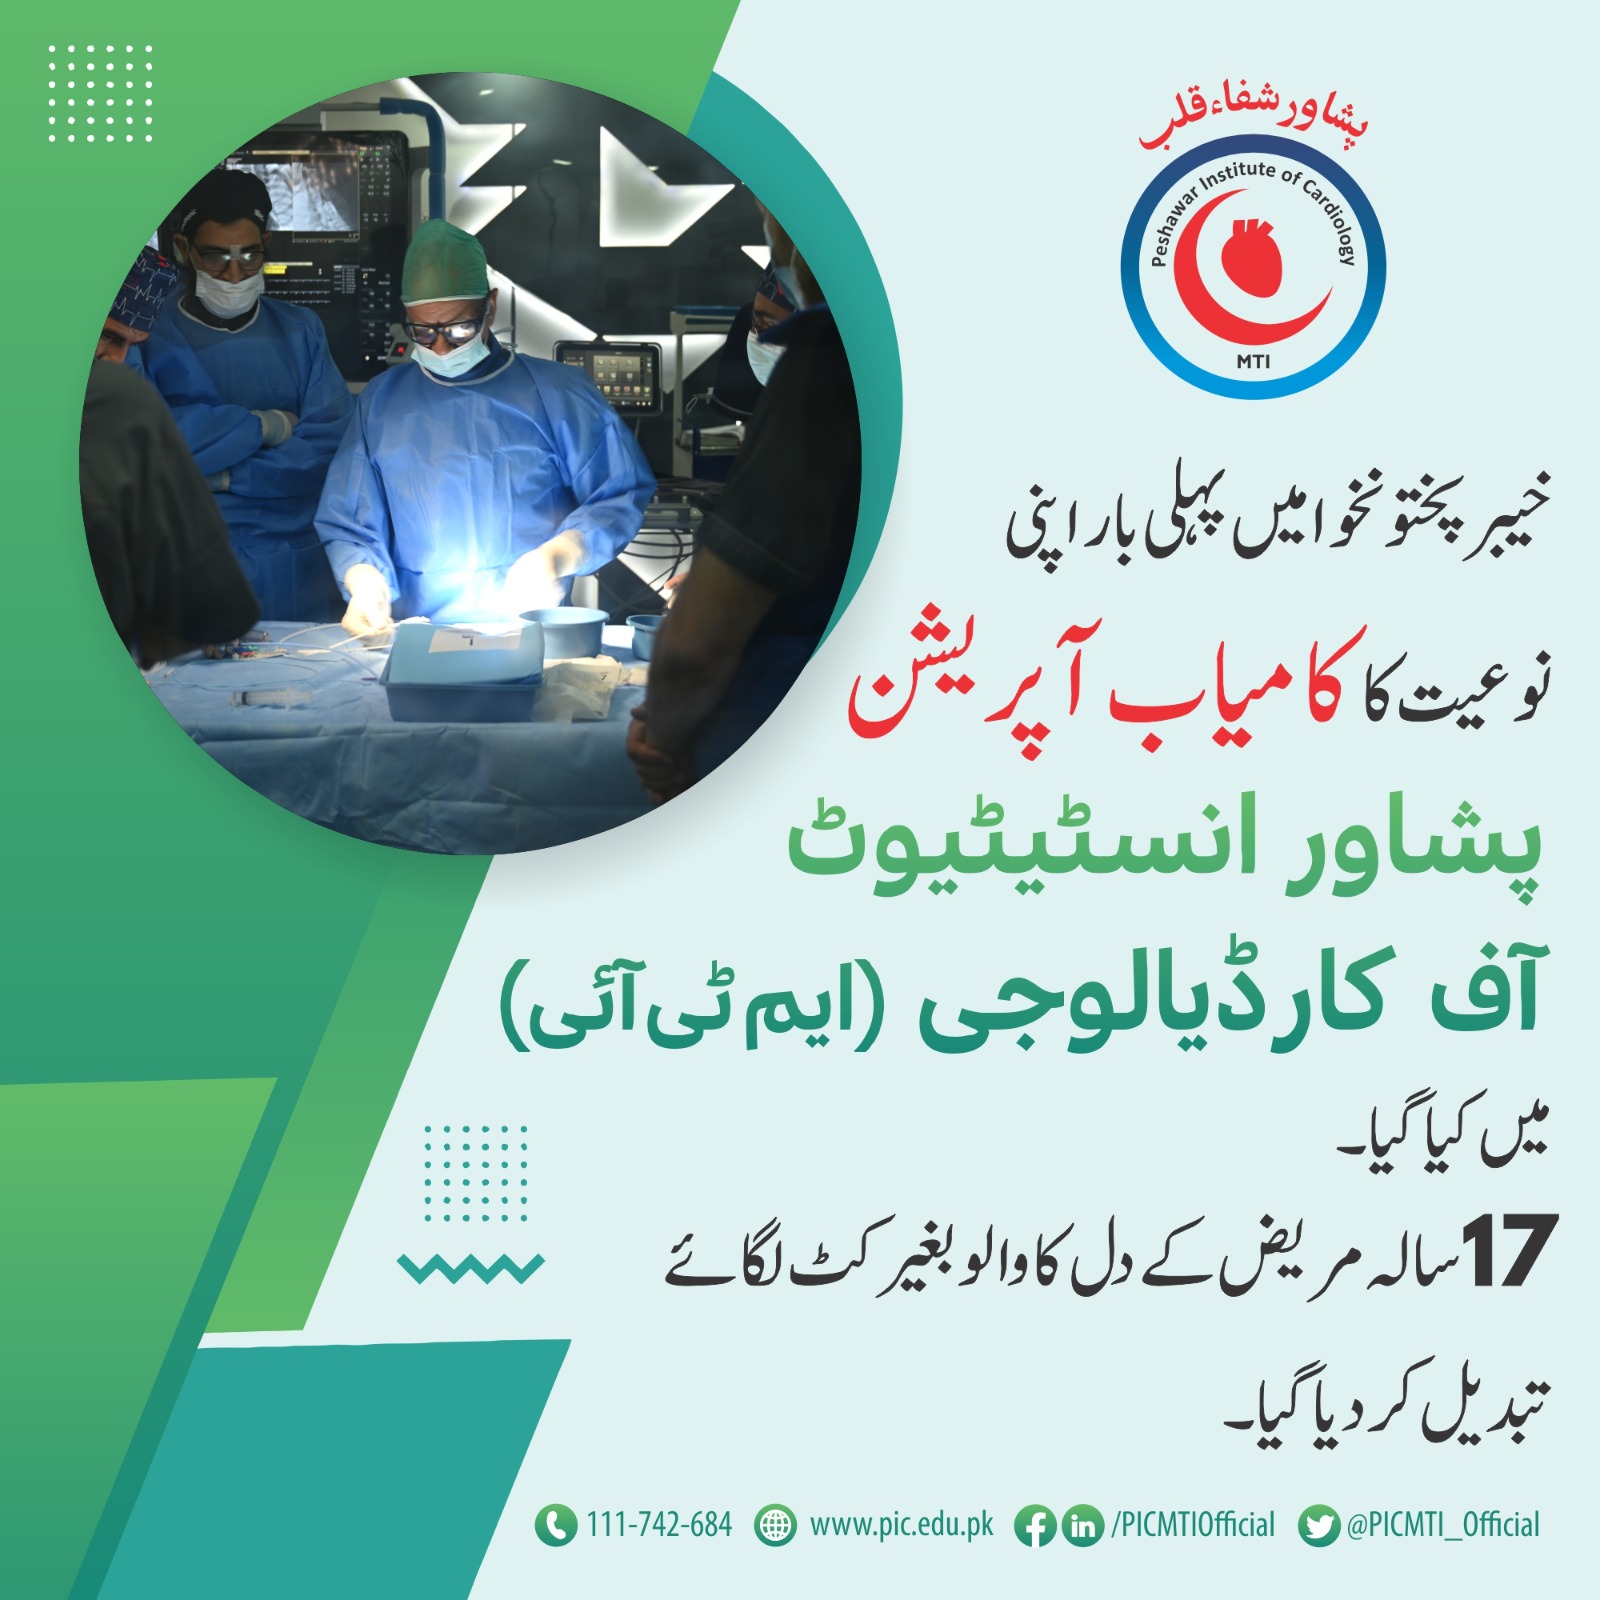 پشاور شفاء قلب
Peshawar Institute of Cardiology
MTI
خیبر پختونخوا میں پہلی بار اپنی
نوعیت کا کامیاب آپریشن
پشاور انسٹیٹیوٹ
آف کارڈیالوجی (ایم ٹی آئی)
میں کیا گیا۔
17 سالہ مریض کے دل کا والو بغیر کٹ لگائے
تبدیل کر دیا گیا۔
111-742-684 www.pic.edu.pk /PICMTIOfficial @PICMTI_Official